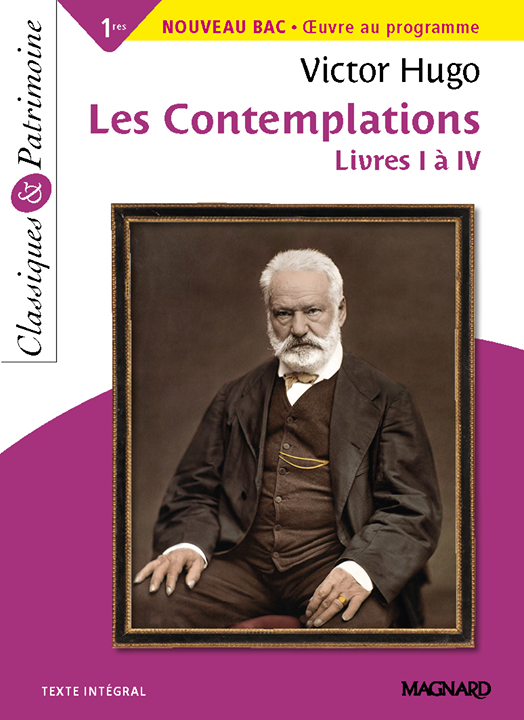 1res
NOUVEAU BAC • Œuvre au programme
Classiques & Patrimoine
Victor Hugo
Les Contemplations
Livres I à IV
TEXTE INTÉGRAL
MAGNARD